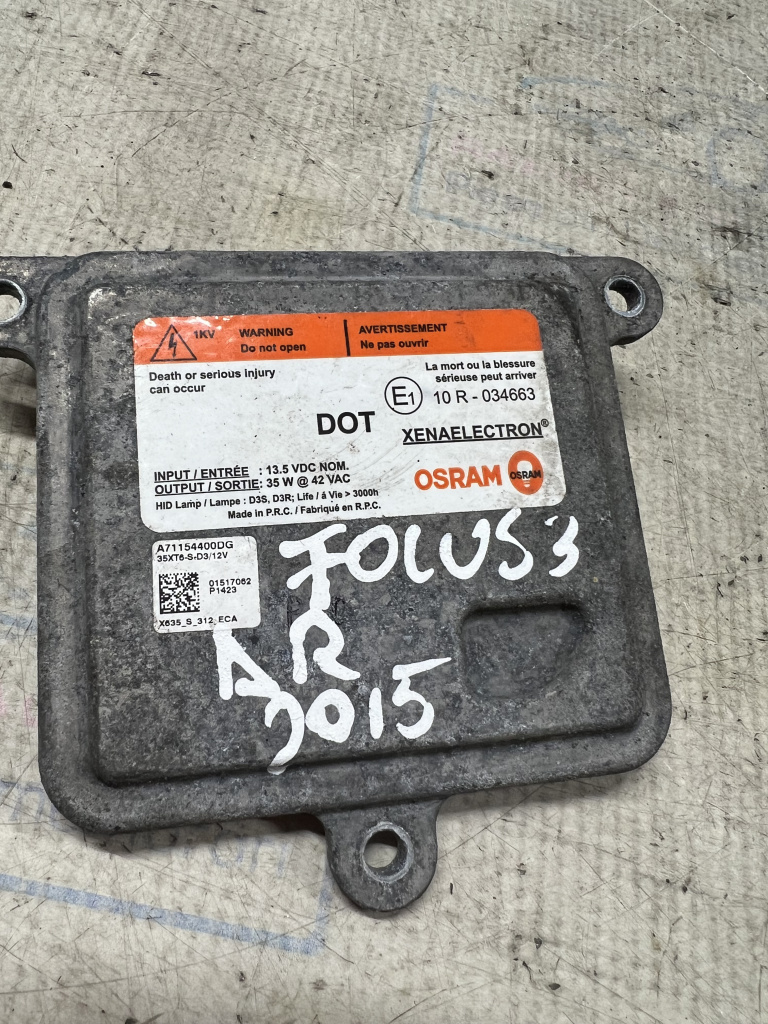 1KV WARNING AVERTISSEMENT
Do not open Ne pas ouvrir
Death or serious injury
can occur
La mort ou la blessure
sérieuse peut arriver
E1 10 R - 034663
DOT XENAELECTRON®
INPUT / ENTRÉE : 13.5 VDC NOM.
OUTPUT / SORTIE: 35 W @ 42 VAC
OSRAM OSRAM
HID Lamp / Lampe : D3S, D3R; Life / á Vie > 3000h
Made in P.R.C. / Fabriqué en R.P.C.
A71154400DG
35XT6-S-D3/12V
01517062
P1423
X635_S_312_ECA
FOCUS 3
AR
2015